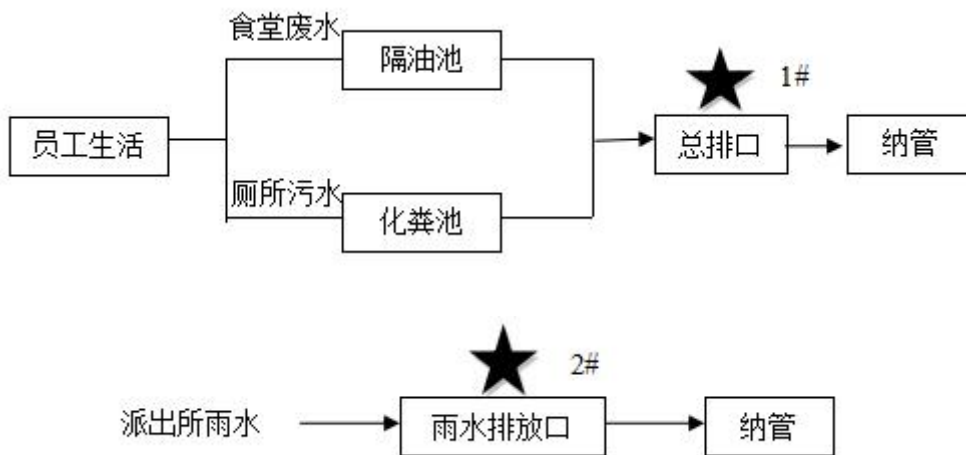 食堂废水
隔油池
1#
员工生活
总排口
纳管
厕所污水
化粪池
2#
派出所雨水
雨水排放口
纳管